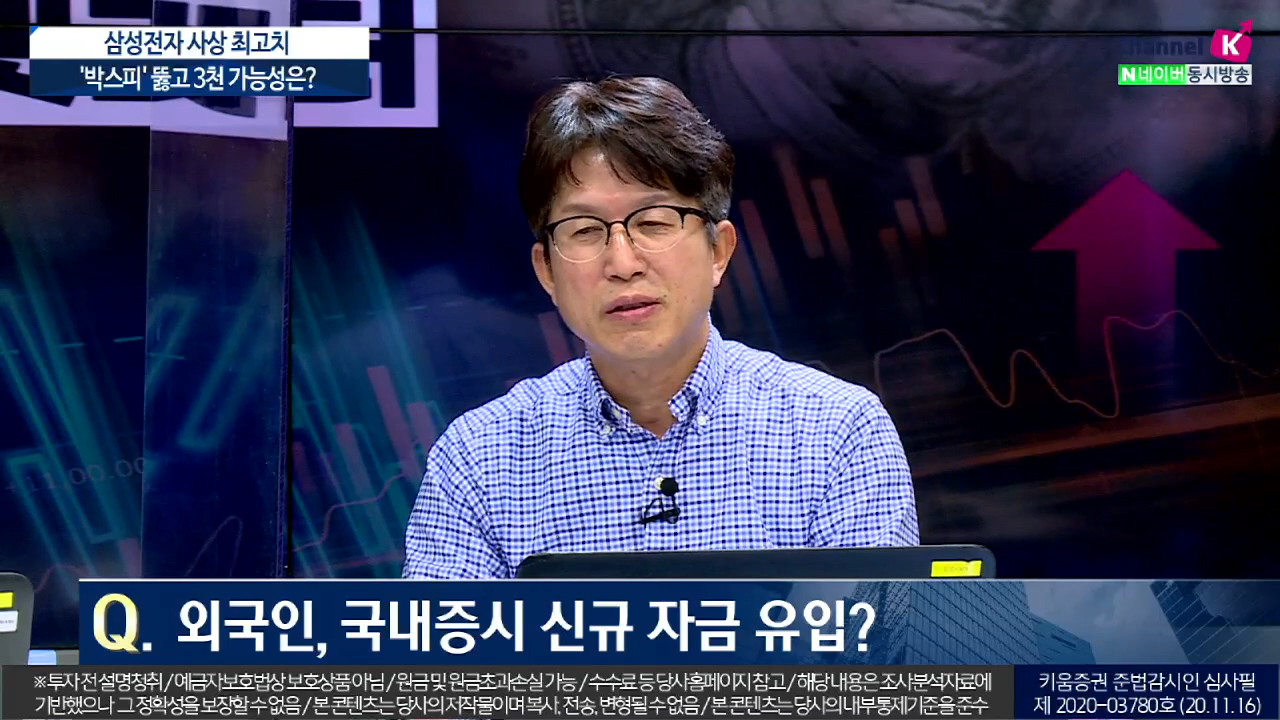 삼성전자 사상 최고치
'박스피' 뚫고 3천 가능성은?
channel K
N 네이버 동시방송
11.00.00
Q. 외국인, 국내증시 신규 자금 유입?
※ 투자 전 설명청취 / 예금자보호법상 보호상품 아님 / 원금 및 원금초과손실 가능 / 수수료 등 당사홈페이지 참고 / 해당 내용은 조사분석자료에
기반했으나 그 정확성을 보장할 수 없음 / 본 콘텐츠는 당사의 저작물이며 복사, 전송, 변형될 수 없음 / 본 콘텐츠는 당사의 내부통제기준을 준수
키움증권 준법감시인 심사필
제 2020-03780호 (20.11.16)